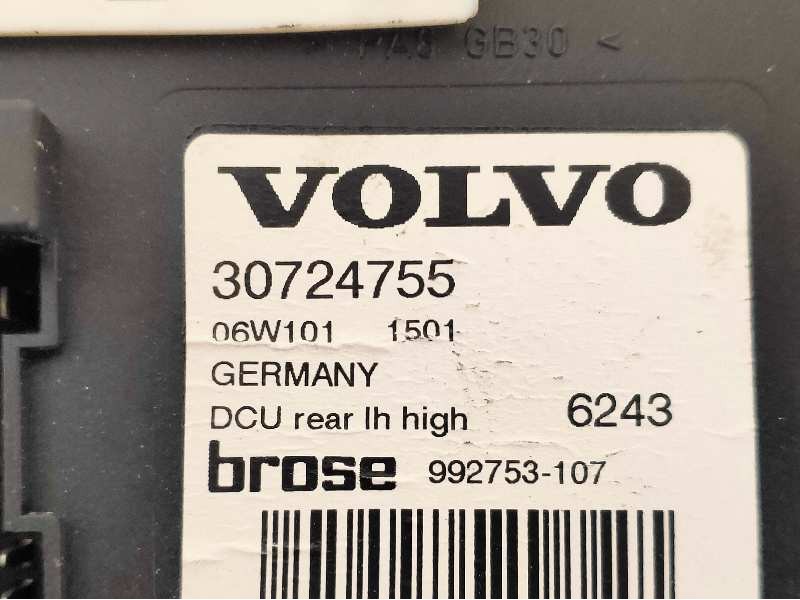 GB30 <
VOLVO
30724755
06W101 1501
GERMANY
DCU rear lh high 6243
brose 992753-107